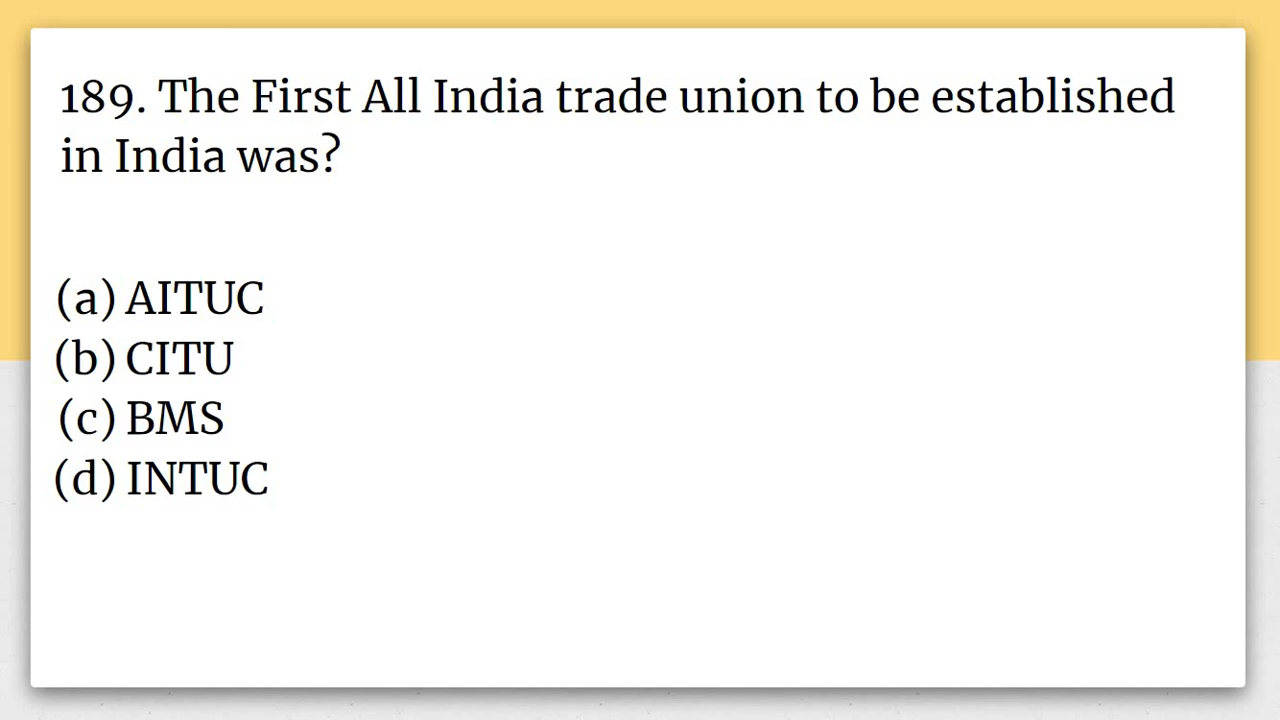 189. The First All India trade union to be established
in India was?
(a) AITUC
(b) CITU
(c) BMS
(d) INTUC